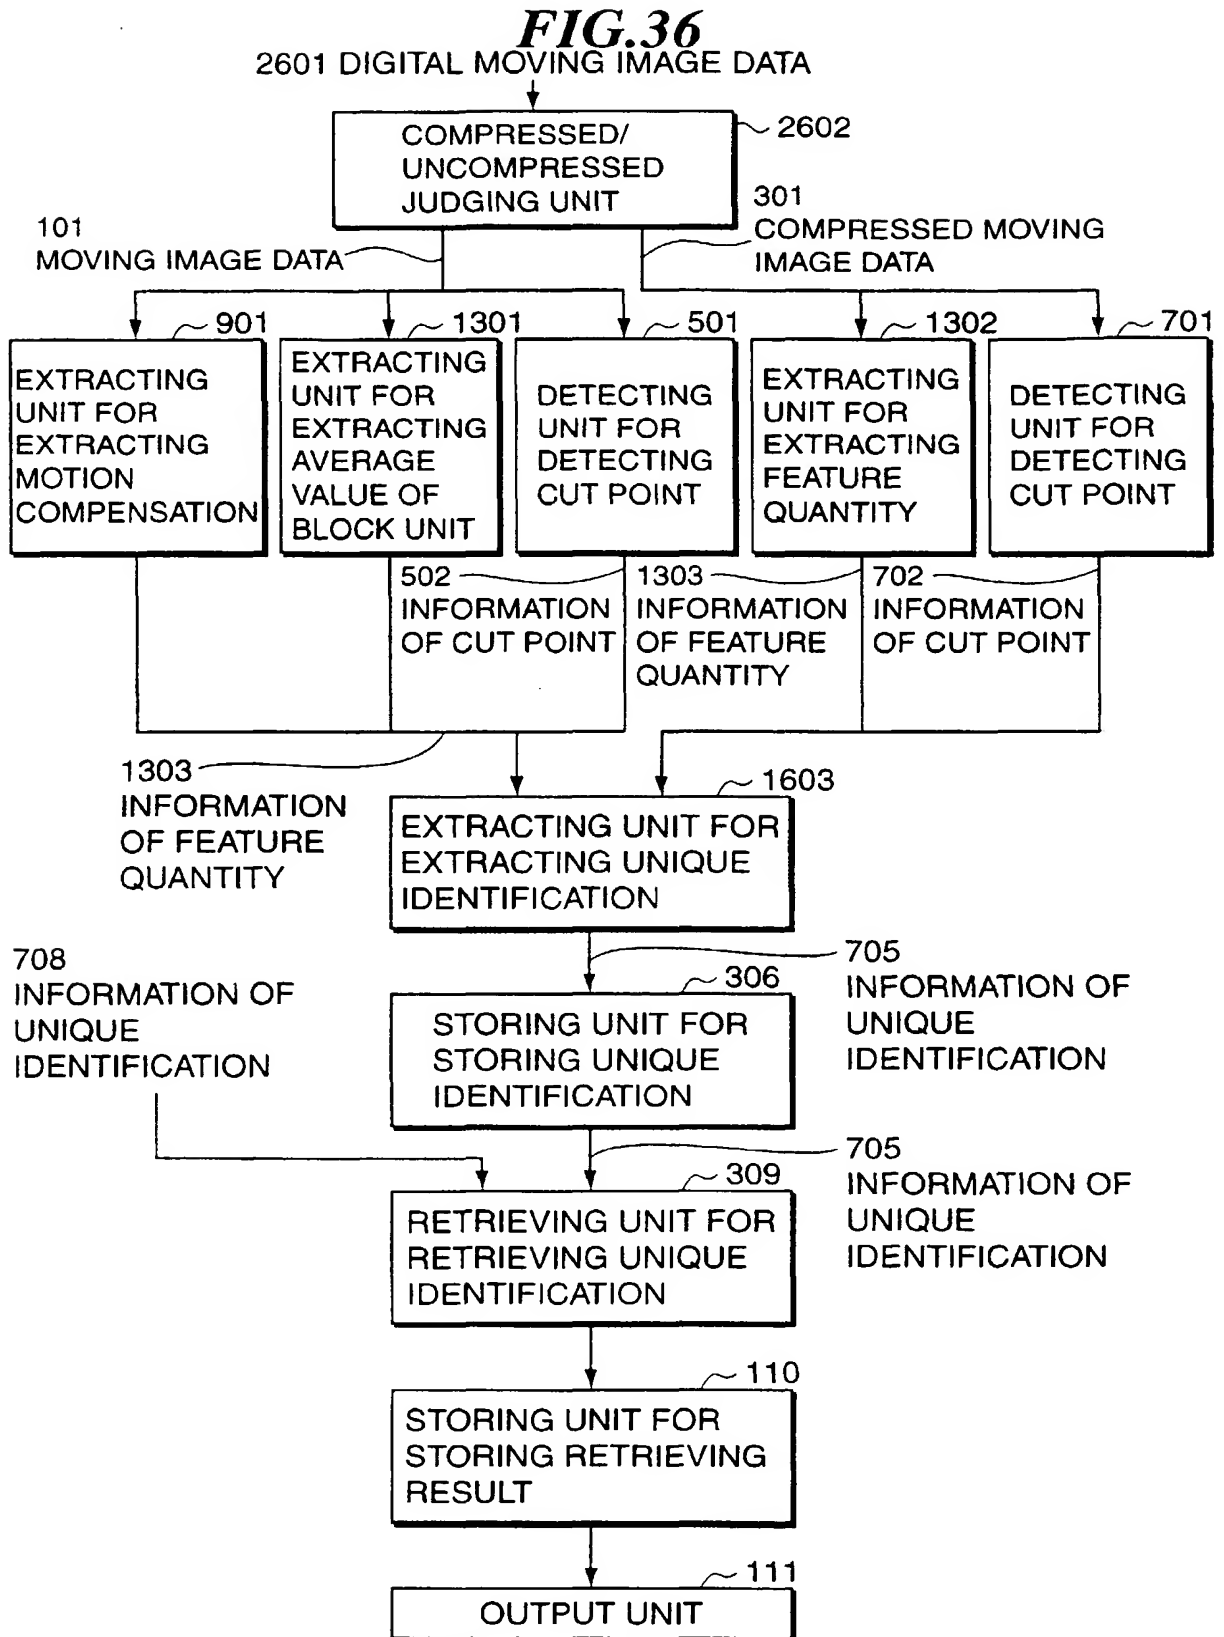 FIG.36
2601 DIGITAL MOVING IMAGE DATA
2602
COMPRESSED/
UNCOMPRESSED
JUDGING UNIT
101
MOVING IMAGE DATA
301
COMPRESSED MOVING
IMAGE DATA
901
EXTRACTING
UNIT FOR
EXTRACTING
MOTION
COMPENSATION
1301
EXTRACTING
UNIT FOR
EXTRACTING
AVERAGE
VALUE OF
BLOCK UNIT
501
DETECTING
UNIT FOR
DETECTING
CUT POINT
1302
EXTRACTING
UNIT FOR
EXTRACTING
FEATURE
QUANTITY
701
DETECTING
UNIT FOR
DETECTING
CUT POINT
502
INFORMATION
OF CUT POINT
1303
INFORMATION
OF FEATURE
QUANTITY
702
INFORMATION
OF CUT POINT
1303
INFORMATION
OF FEATURE
QUANTITY
1603
EXTRACTING UNIT FOR
EXTRACTING UNIQUE
IDENTIFICATION
708
INFORMATION OF
UNIQUE
IDENTIFICATION
705
INFORMATION OF
UNIQUE
IDENTIFICATION
306
STORING UNIT FOR
STORING UNIQUE
IDENTIFICATION
705
INFORMATION OF
UNIQUE
IDENTIFICATION
309
RETRIEVING UNIT FOR
RETRIEVING UNIQUE
IDENTIFICATION
110
STORING UNIT FOR
STORING RETRIEVING
RESULT
111
OUTPUT UNIT